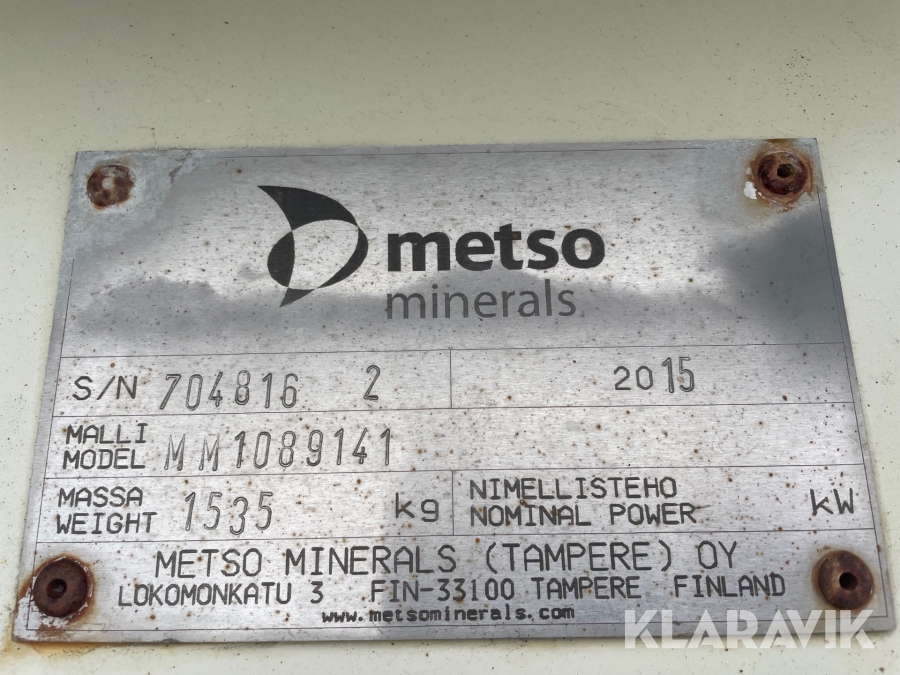 metso
minerals
S/N 704816 2 2015
MALLI
MODEL MM1089141
MASSA
WEIGHT 1535 kg
NIMELLISTEHO
NOMINAL POWER kW
METSO MINERALS (TAMPERE) OY
LOKOMONKATU 3 FIN-33100 TAMPERE FINLAND
www.metsominerals.com
KLARAVIK